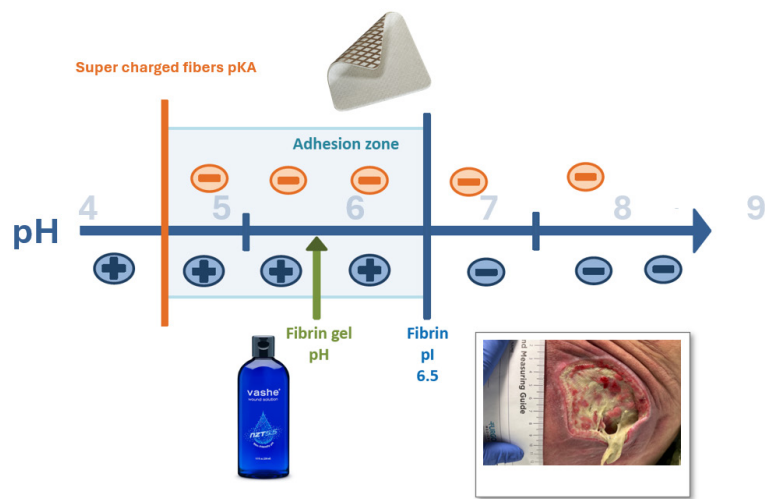 Super charged fibers pKA
Adhesion zone
4 5 6 7 8 9
pH
Fibrin gel
pH
Fibrin
pI
6.5
vashe
wound solution
nd Measuring Guide